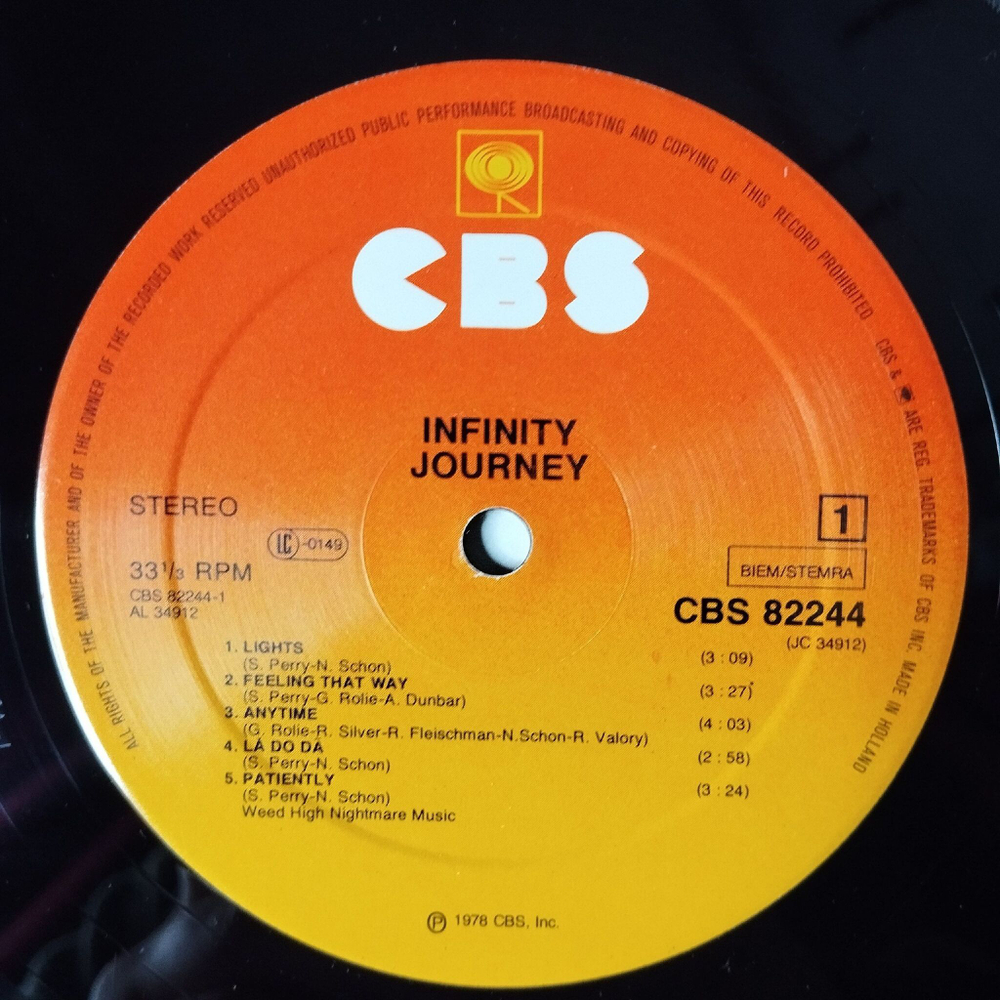 ALL RIGHTS OF THE MANUFACTURER AND OF THE OWNER OF THE RECORDED WORK RESERVED UNAUTHORIZED PUBLIC PERFORMANCE BROADCASTING AND COPYING OF THIS RECORD PROHIBITED CBS & ARE REG. TRADEMARKS OF CBS INC. MADE IN HOLLAND
CBS
INFINITY
JOURNEY
STEREO
1
LC-0149
33 1/3 RPM
BIEM/STEMRA
CBS 82244-1
AL 34912
CBS 82244
(JC 34912)
1. LIGHTS
(S. Perry-N. Schon) (3 : 09)
2. FEELING THAT WAY
(S. Perry-G. Rolie-A. Dunbar) (3 : 27)
3. ANYTIME
(G. Rolie-R. Silver-R. Fleischman-N.Schon-R. Valory) (4 : 03)
4. LA DO DA
(S. Perry-N. Schon) (2 : 58)
5. PATIENTLY
(S. Perry-N. Schon) (3 : 24)
Weed High Nightmare Music
℗ 1978 CBS, Inc.